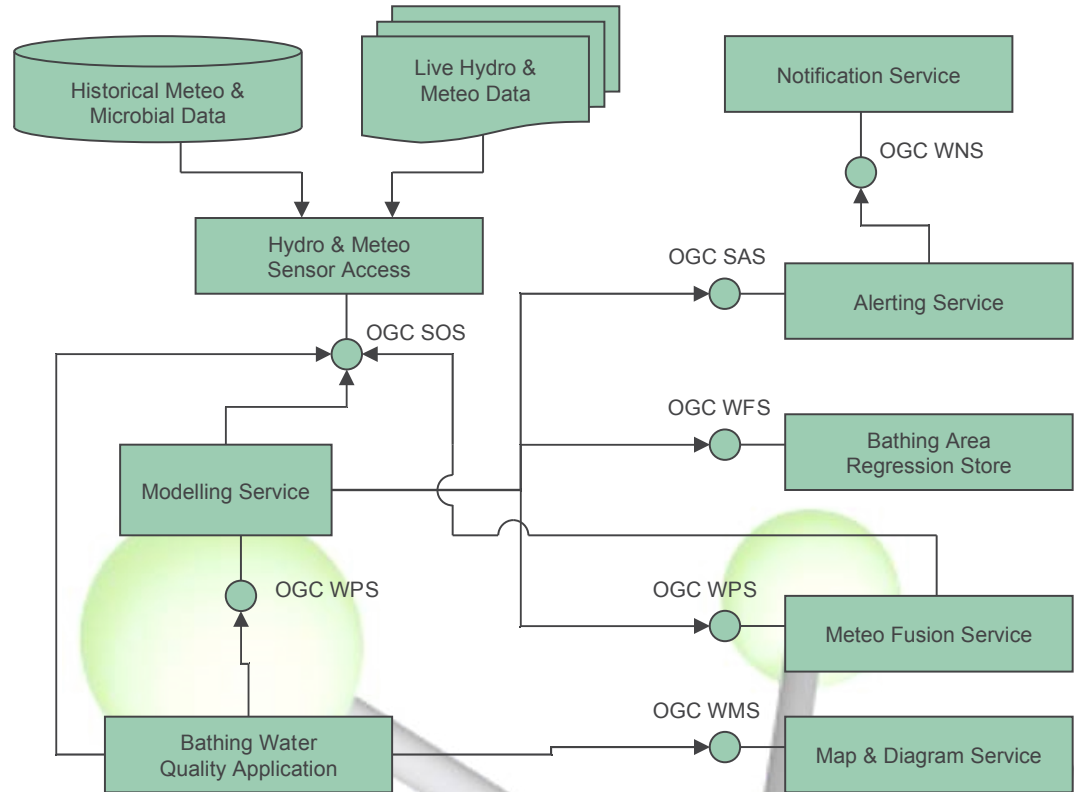 Historical Meteo &
Microbial Data
Live Hydro &
Meteo Data
Notification Service
OGC WNS
Hydro & Meteo
Sensor Access
OGC SAS
Alerting Service
OGC SOS
OGC WFS
Bathing Area
Regression Store
Modelling Service
OGC WPS
OGC WPS
Meteo Fusion Service
OGC WMS
Bathing Water
Quality Application
Map & Diagram Service